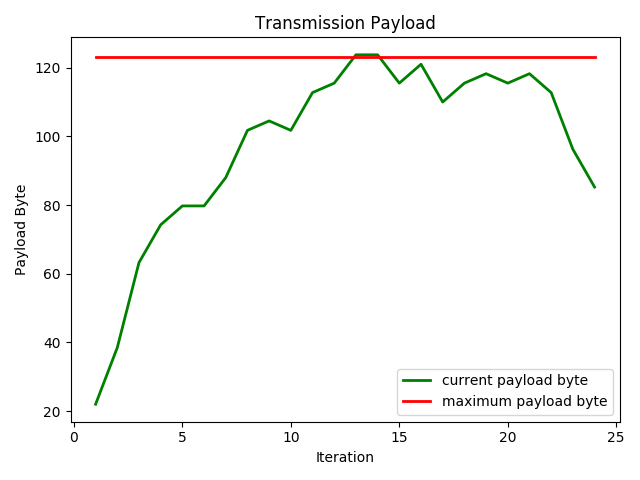 Transmission Payload
120
100
80
60
40
20
Payload Byte
current payload byte
maximum payload byte
0 5 10 15 20 25
Iteration